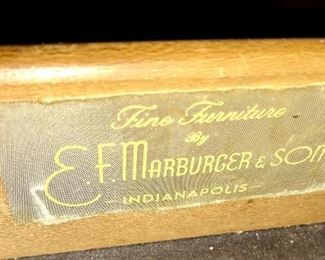 Fine Furniture
By
E.F. MARBURGER & SON
— INDIANAPOLIS —